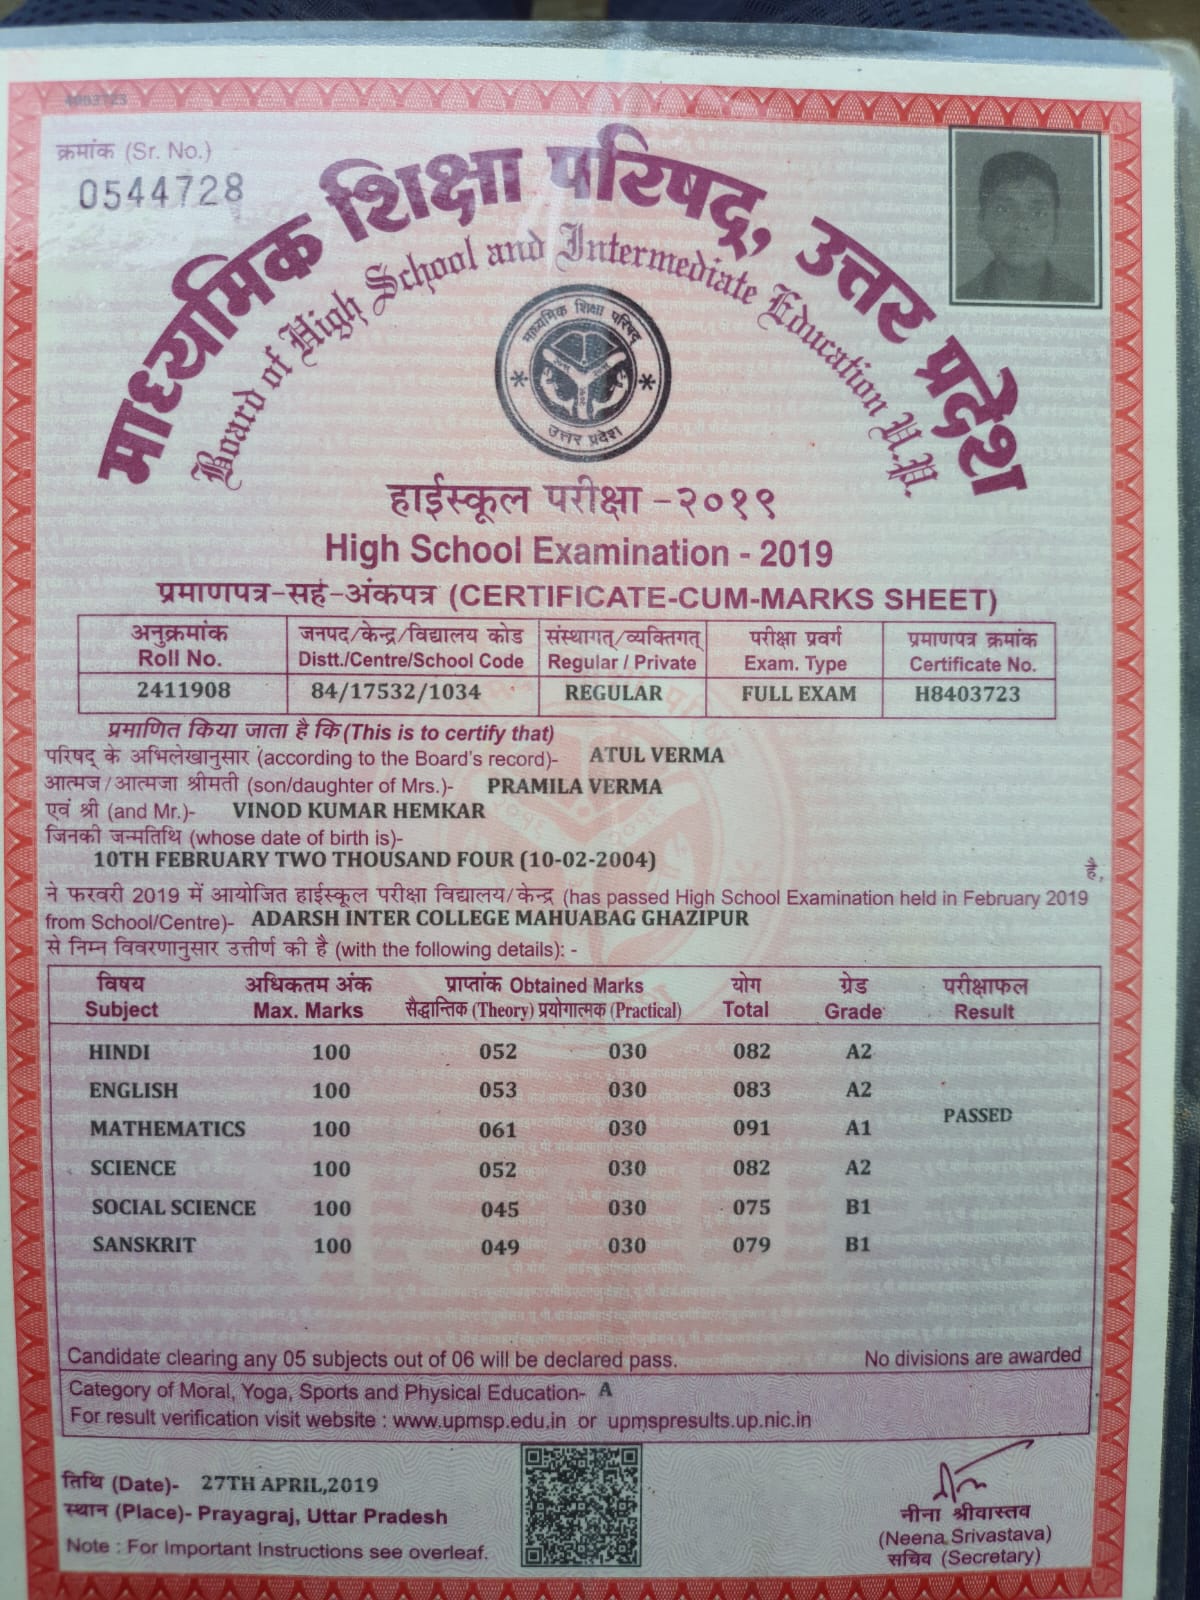 क्रमांक (Sr. No.)
0544728
माध्यमिक शिक्षा परिषद्, उत्तर प्रदेश
Board of High School and Intermediate Education U.P.
माध्यमिक शिक्षा परिषद्
उत्तर प्रदेश
हाईस्कूल परीक्षा -२०१९
High School Examination - 2019
प्रमाणपत्र-सह-अंकपत्र (CERTIFICATE-CUM-MARKS SHEET)
अनुक्रमांक जनपद/केन्द्र/विद्यालय कोड संस्थागत्/व्यक्तिगत् परीक्षा प्रवर्ग प्रमाणपत्र क्रमांक
Roll No. Distt./Centre/School Code Regular / Private Exam. Type Certificate No.
2411908 84/17532/1034 REGULAR FULL EXAM H8403723
प्रमाणित किया जाता है कि (This is to certify that)
परिषद् के अभिलेखानुसार (according to the Board's record)- ATUL VERMA
आत्मज/आत्मजा श्रीमती (son/daughter of Mrs.)- PRAMILA VERMA
एवं श्री (and Mr.)- VINOD KUMAR HEMKAR
जिनकी जन्मतिथि (whose date of birth is)-
10TH FEBRUARY TWO THOUSAND FOUR (10-02-2004) है,
ने फरवरी 2019 में आयोजित हाईस्कूल परीक्षा विद्यालय/केन्द्र (has passed High School Examination held in February 2019
from School/Centre)- ADARSH INTER COLLEGE MAHUABAG GHAZIPUR
से निम्न विवरणानुसार उत्तीर्ण की है (with the following details): -
विषय अधिकतम अंक प्राप्तांक Obtained Marks योग ग्रेड परीक्षाफल
Subject Max. Marks सैद्धान्तिक (Theory) प्रयोगात्मक (Practical) Total Grade Result
HINDI 100 052 030 082 A2
ENGLISH 100 053 030 083 A2
PASSED
MATHEMATICS 100 061 030 091 A1
SCIENCE 100 052 030 082 A2
SOCIAL SCIENCE 100 045 030 075 B1
SANSKRIT 100 049 030 079 B1
Candidate clearing any 05 subjects out of 06 will be declared pass. No divisions are awarded
Category of Moral, Yoga, Sports and Physical Education- A
For result verification visit website : www.upmsp.edu.in or upmspresults.up.nic.in
तिथि (Date)- 27TH APRIL,2019
स्थान (Place)- Prayagraj, Uttar Pradesh
Note : For Important Instructions see overleaf.
नीना श्रीवास्तव
(Neena Srivastava)
सचिव (Secretary)